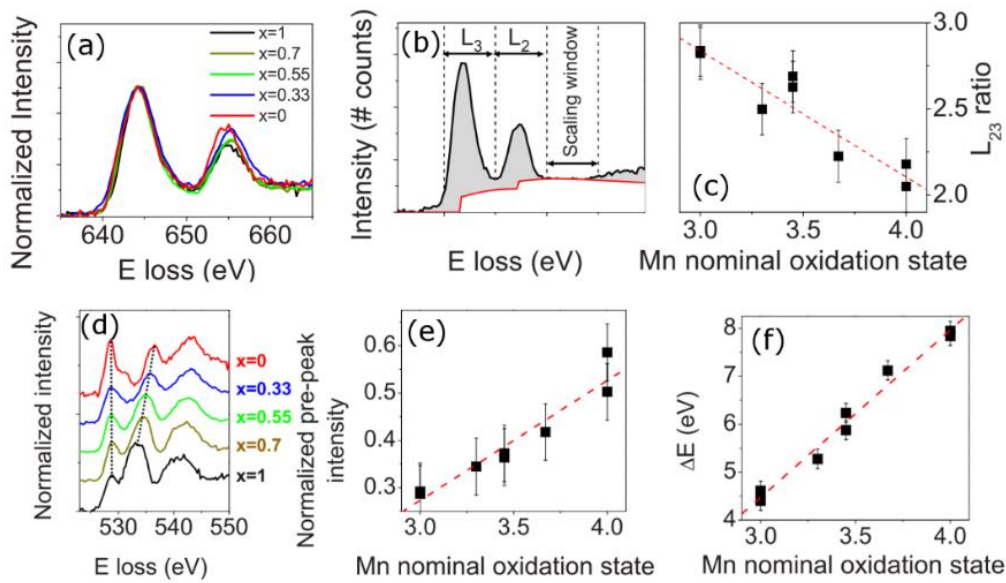 (a)
x=1
x=0.7
x=0.55
x=0.33
x=0
Normalized Intensity
640 650 660
E loss (eV)
(b)
L3
L2
Scaling window
Intensity (# counts)
E loss (eV)
(c)
3.0
2.5
2.0
L23 ratio
3.0 3.5 4.0
Mn nominal oxidation state
(d)
x=0
x=0.33
x=0.55
x=0.7
x=1
Normalized intensity
530 540 550
E loss (eV)
(e)
0.6
0.5
0.4
0.3
Normalized pre-peak
intensity
3.0 3.5 4.0
Mn nominal oxidation state
(f)
8
7
6
5
4
ΔE (eV)
3.0 3.5 4.0
Mn nominal oxidation state